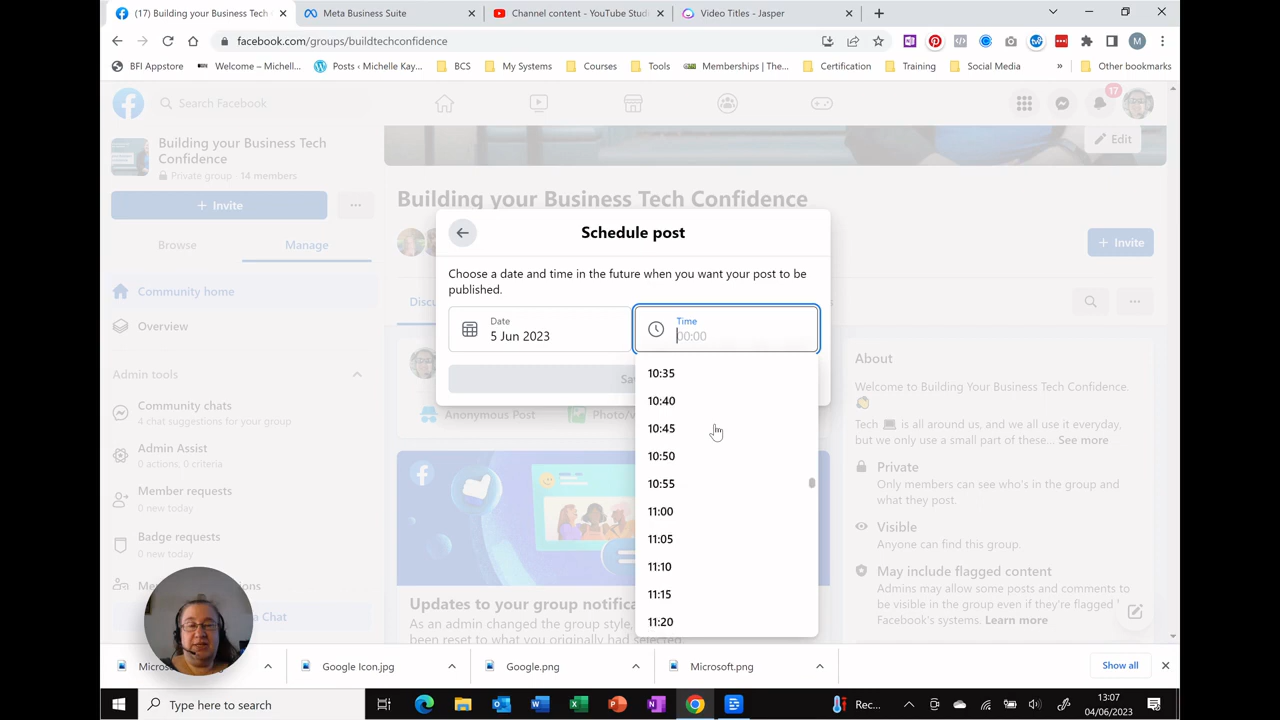 (17) Building your Business Tech
Meta Business Suite
Channel content - YouTube Studi
Video Titles - Jasper
facebook.com/groups/buildtechconfidence
M
BFI Appstore
Welcome – Michell...
Posts ‹ Michelle Kay...
BCS
My Systems
Courses
Tools
Memberships | The...
Certification
Training
Social Media
»
Other bookmarks
Search Facebook
17
Building your Business Tech
Confidence
Private group · 14 members
+ Invite
Browse
Manage
Community home
Overview
Admin tools
Community chats
4 chat suggestions for your group
Admin Assist
0 actions, 0 criteria
Member requests
0 new today
Badge requests
0 new today
a Chat
Edit
Building your Business Tech Confidence
+ Invite
Schedule post
Choose a date and time in the future when you want your post to be
published.
Date
5 Jun 2023
Time
00:00
10:35
10:40
10:45
10:50
10:55
11:00
11:05
11:10
11:15
11:20
Anonymous Post
Updates to your group
As an admin changed the group style,
been reset to what you originally had
About
Welcome to Building Your Business Tech Confidence.
Tech 💻 is all around us, and we all use it everyday,
but we only use a small part of these... See more
Private
Only members can see who's in the group and
what they post.
Visible
Anyone can find this group.
May include flagged content
Admins may allow some posts and comments to
be visible in the group even if they're flagged by
Facebook's systems. Learn more
Google Icon.jpg
Google.png
Microsoft.png
Show all
Type here to search
Rec...
13:07
04/06/2023